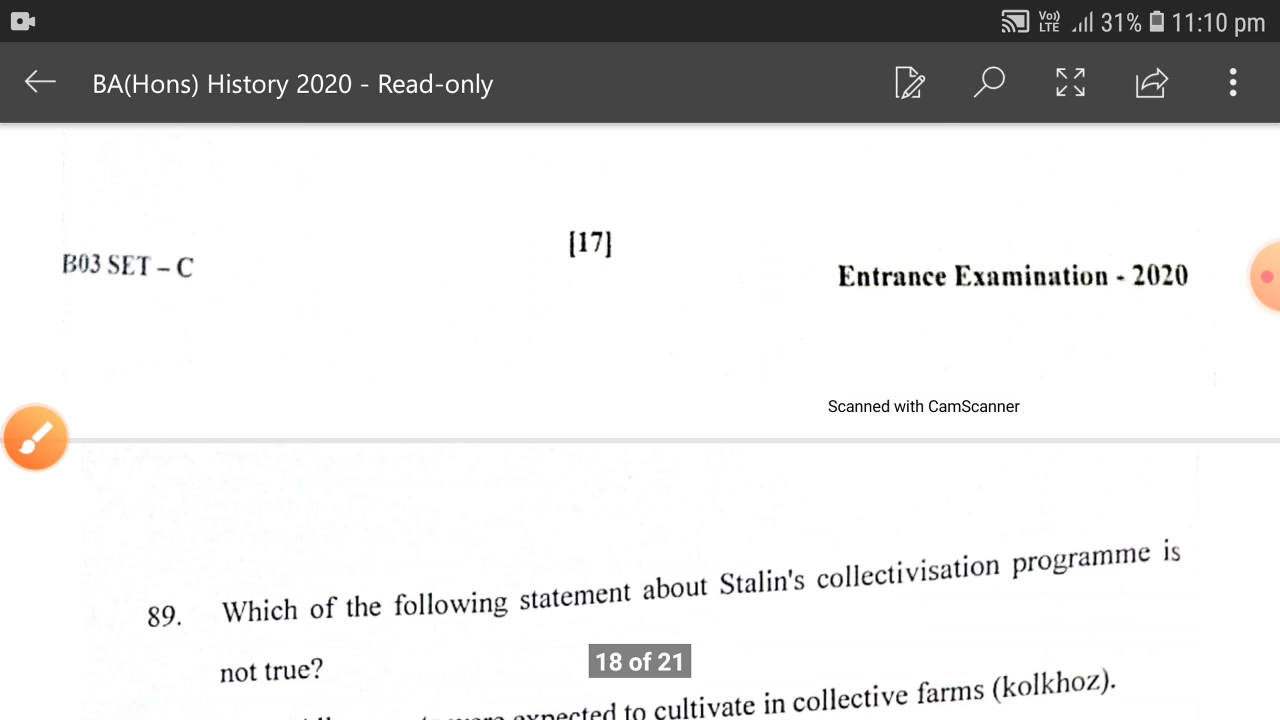 Vo)) LTE 31% 11:10 pm
BA(Hons) History 2020 - Read-only
[17]
B03 SET – C
Entrance Examination - 2020
Scanned with CamScanner
89. Which of the following statement about Stalin's collectivisation programme is
not true?
18 of 21
expected to cultivate in collective farms (kolkhoz).